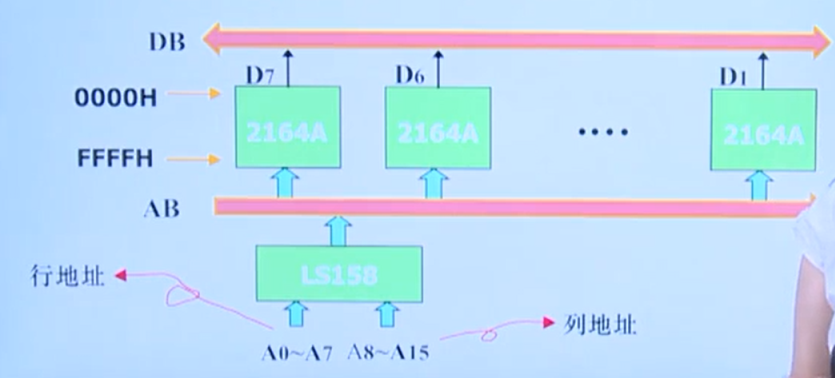 DB
D7
D6
D1
0000H
2164A
2164A
....
2164A
FFFFH
AB
行地址
LS158
列地址
A0~A7
A8~A15